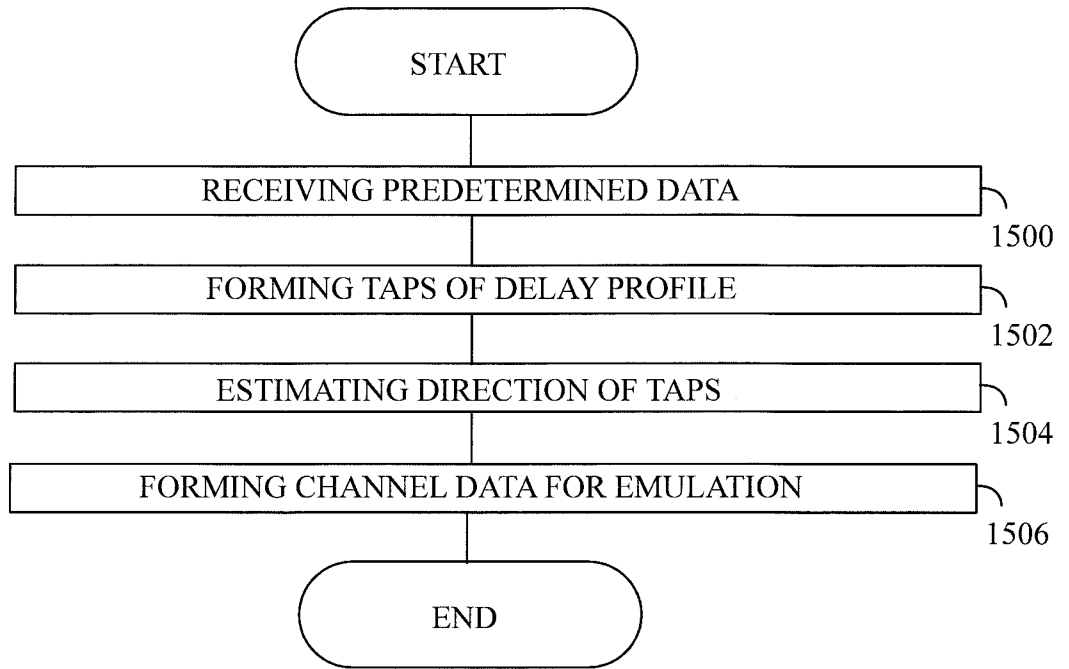 START
RECEIVING PREDETERMINED DATA
1500
FORMING TAPS OF DELAY PROFILE
1502
ESTIMATING DIRECTION OF TAPS
1504
FORMING CHANNEL DATA FOR EMULATION
1506
END